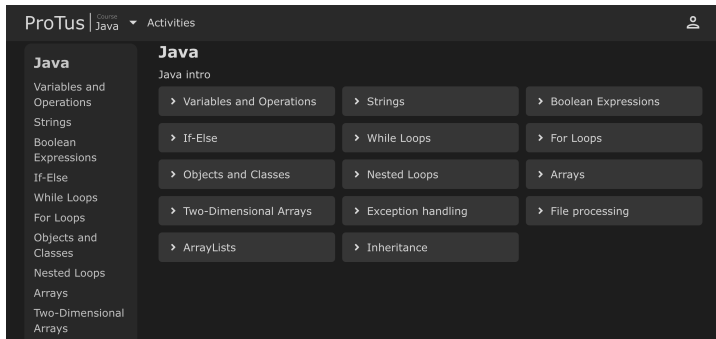 ProTus Course Java Activities
Java
Variables and
Operations
Strings
Boolean
Expressions
If-Else
While Loops
For Loops
Objects and
Classes
Nested Loops
Arrays
Two-Dimensional
Arrays
Java
Java intro
Variables and Operations Strings Boolean Expressions
If-Else While Loops For Loops
Objects and Classes Nested Loops Arrays
Two-Dimensional Arrays Exception handling File processing
ArrayLists Inheritance